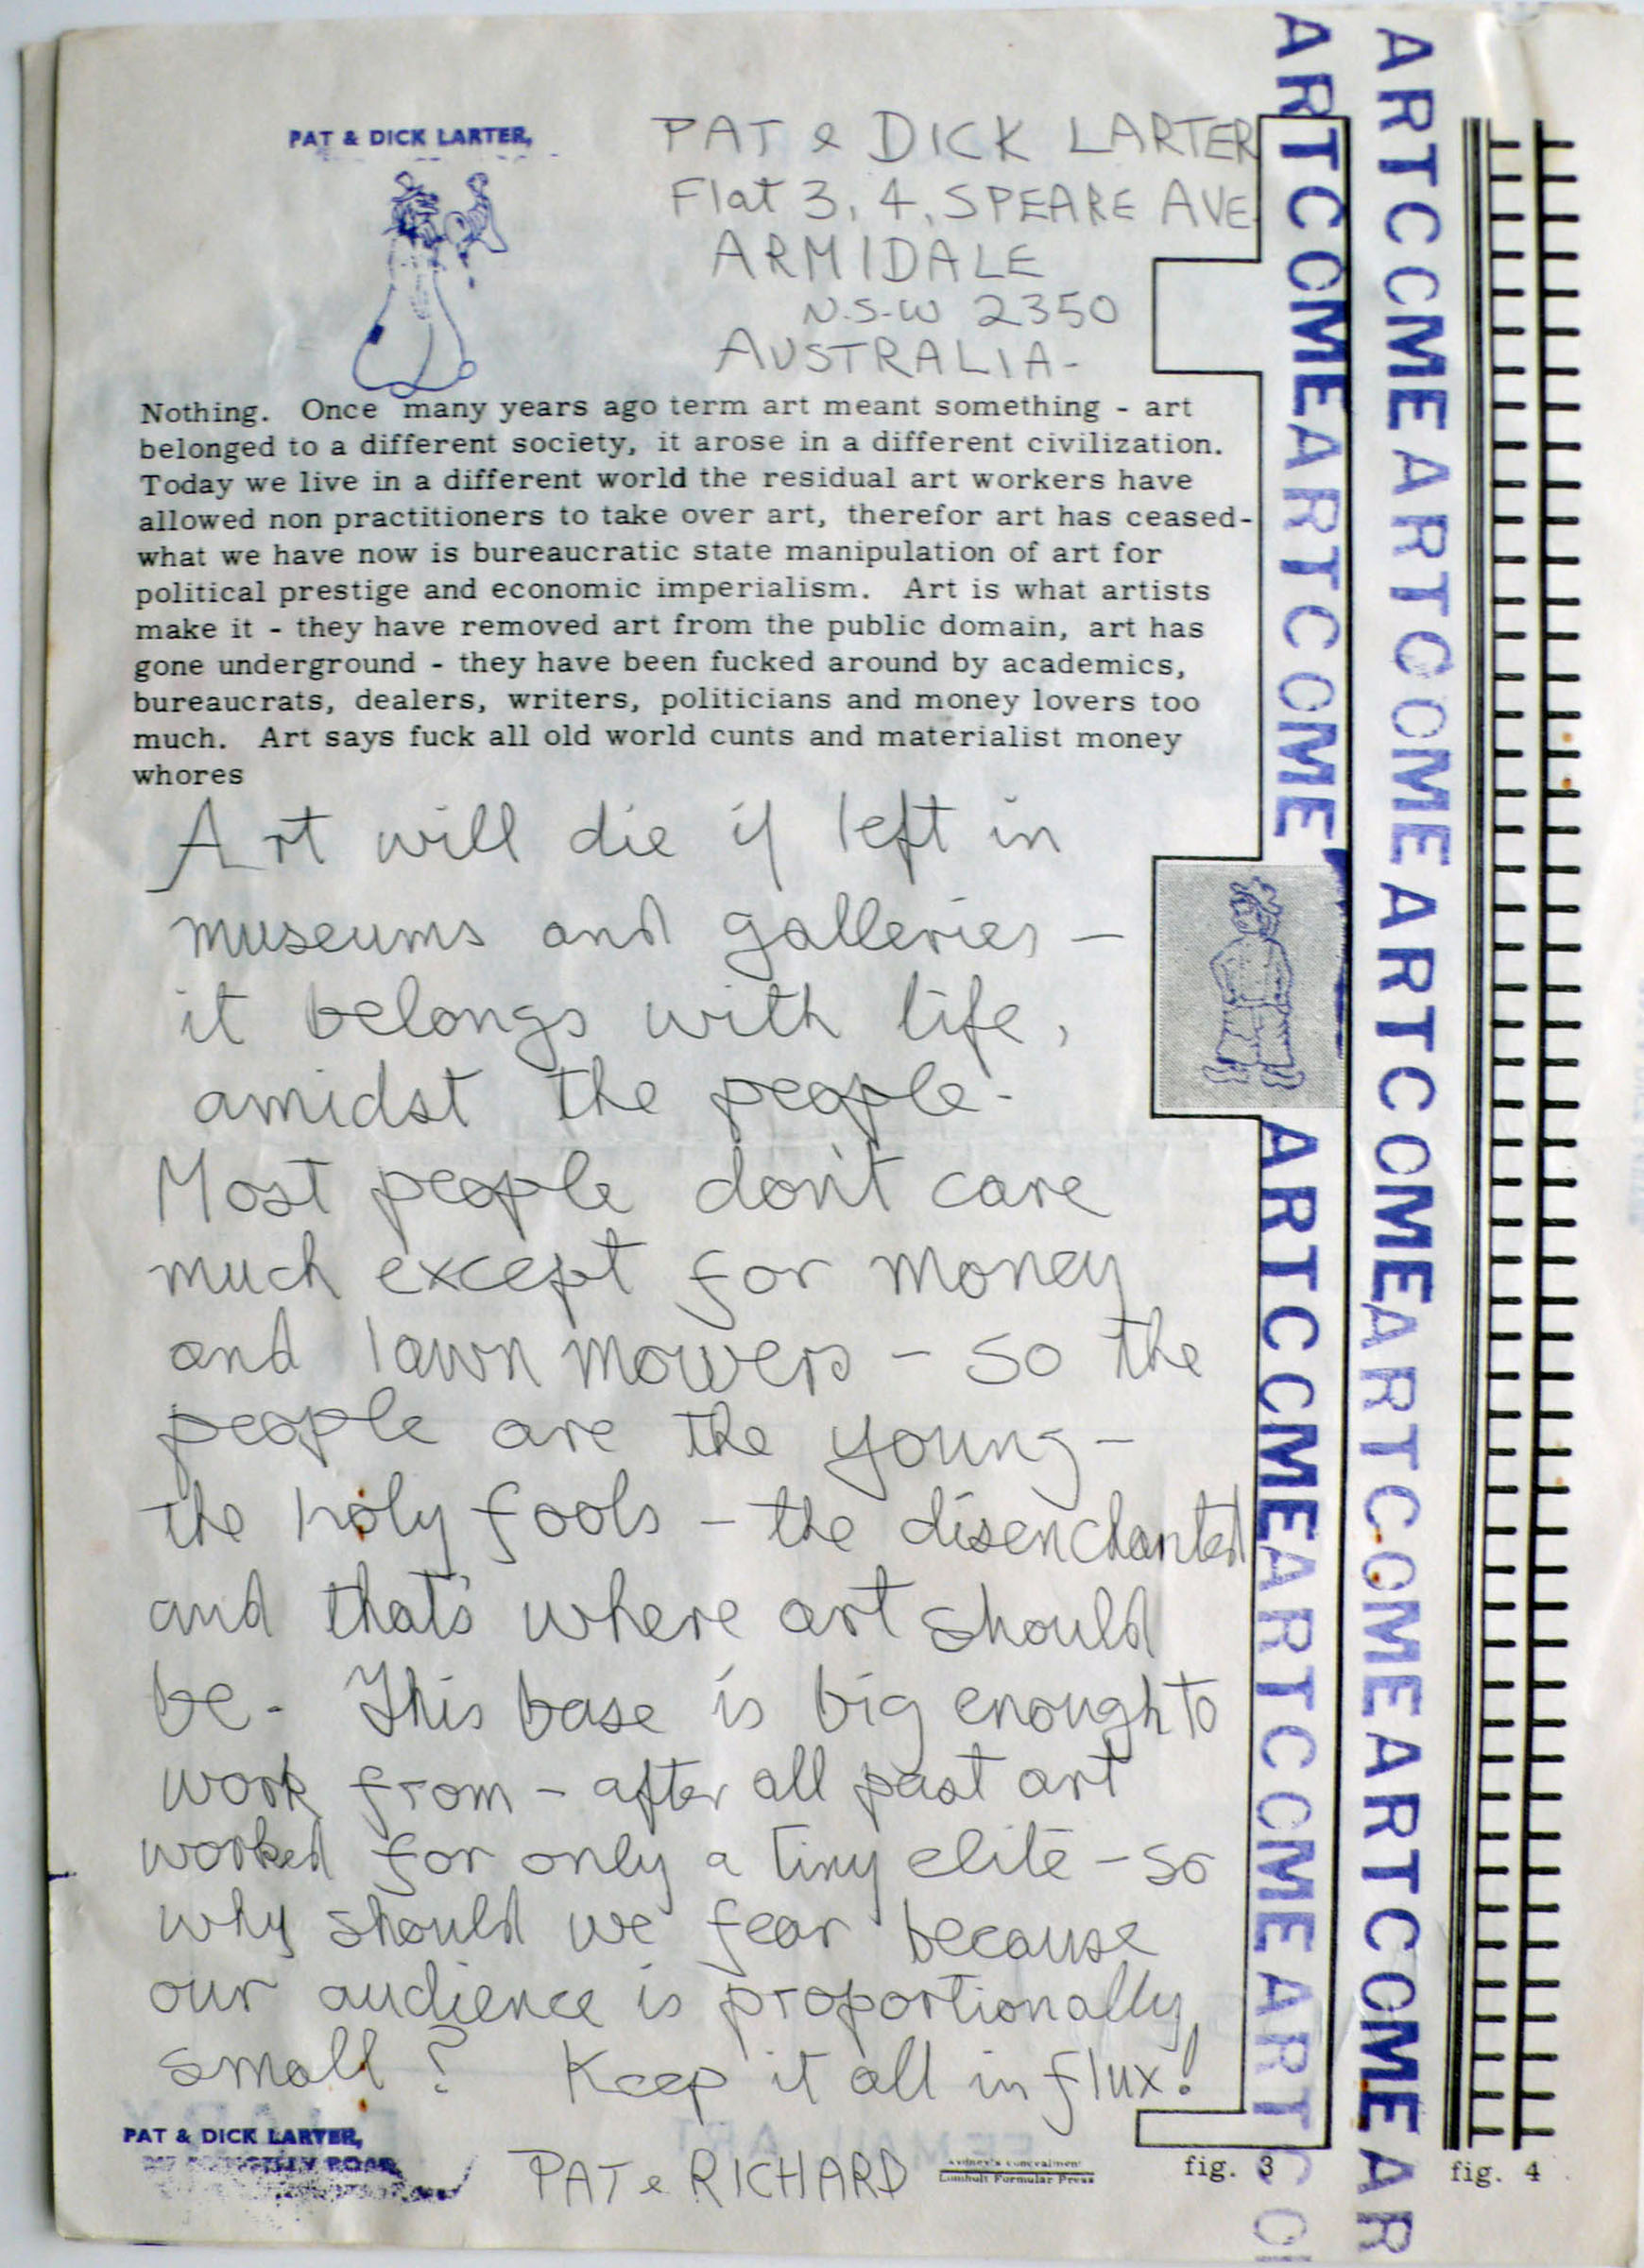 PAT & DICK LARTER,
PAT & DICK LARTER
Flat 3, 4, SPEARE AVE.
ARMIDALE
N.S.W 2350
AUSTRALIA-
Nothing. Once many years ago term art meant something - art
belonged to a different society, it arose in a different civilization.
Today we live in a different world the residual art workers have
allowed non practitioners to take over art, therefor art has ceased-
what we have now is bureaucratic state manipulation of art for
political prestige and economic imperialism. Art is what artists
make it - they have removed art from the public domain, art has
gone underground - they have been fucked around by academics,
bureaucrats, dealers, writers, politicians and money lovers too
much. Art says fuck all old world cunts and materialist money
whores
Art will die if left in
museums and galleries -
it belongs with life,
amidst the people-
Most people don't care
much except for money
and lawn mowers - so the
people are the young -
the holy fools - the disenchanted
and that's where art should
be. This base is big enough to
work from - after all past art
worked for only a tiny elite - so
why should we fear because
our audience is proportionally
small? Keep it all in flux!
PAT & DICK LARTER,
ROAD
PAT & RICHARD
Sydney's concealment
Lomholt Formular Press
fig. 3
fig. 4
ARTCOMEARTCOME
ARTCCMEARTCCMEARTCC
ARTCCMEARTCOMEARTCOMEARTCOMEARTCOMEAR